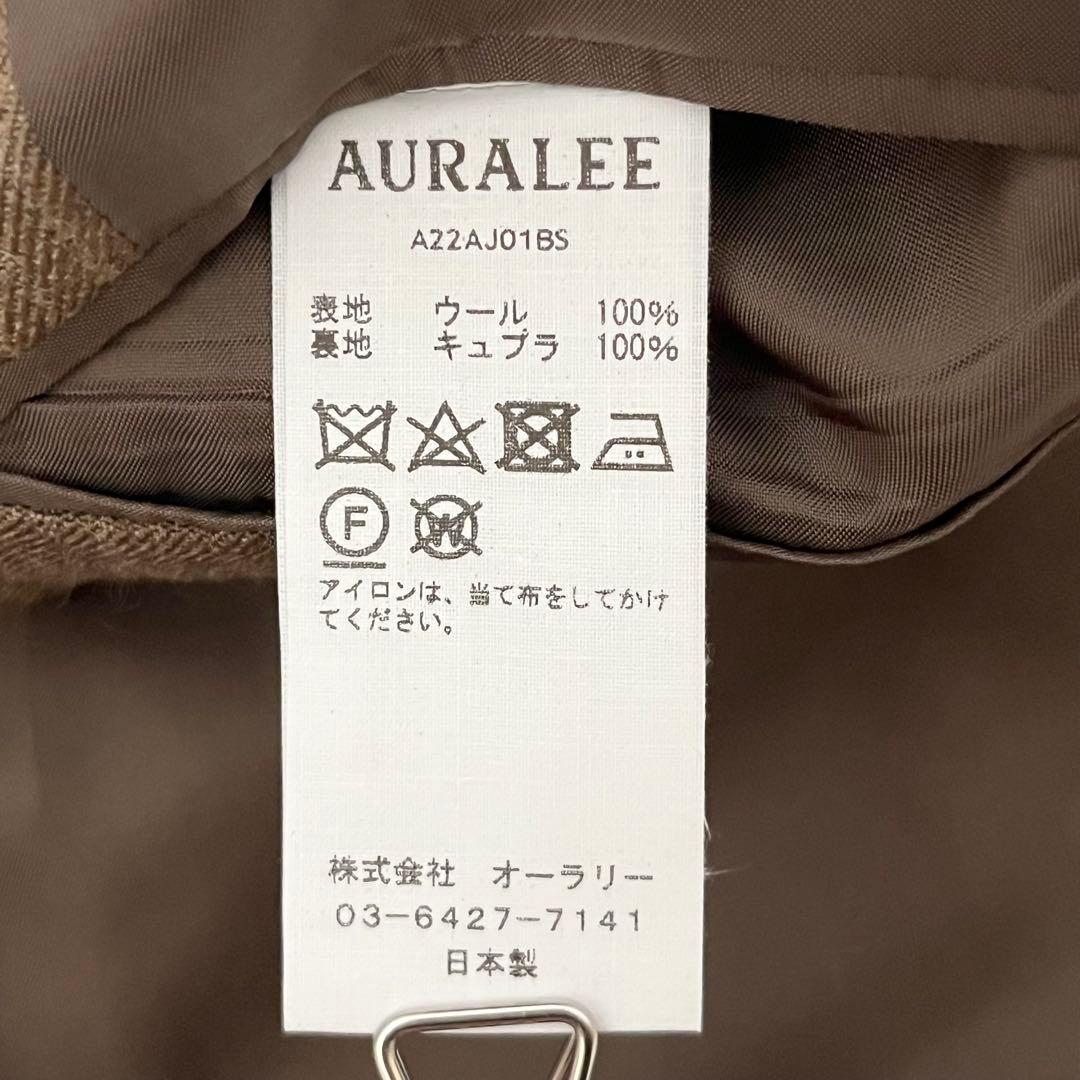 AURALEE
A22AJ01BS
表地 ウール 100%
裏地 キュプラ 100%
F W
アイロンは、当て布をしてかけ
てください。
株式会社 オーラリー
03-6427-7141
日本製